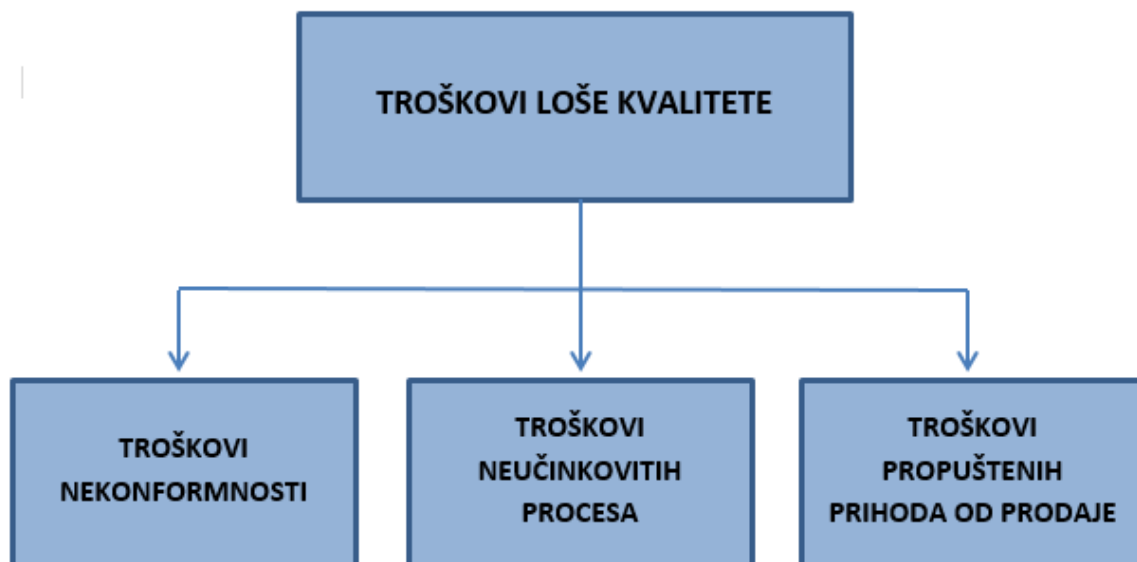 TROŠKOVI LOŠE KVALITETE
TROŠKOVI
NEKONFORMNOSTI
TROŠKOVI
NEUČINKOVITIH
PROCESA
TROŠKOVI
PROPUŠTENIH
PRIHODA OD PRODAJE